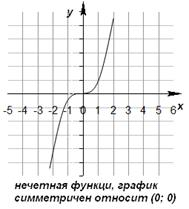 y
-5 -4 -3 -2 -1 0 1 2 3 4 5 6
x
нечетная функци, график
симметричен относит (0; 0)